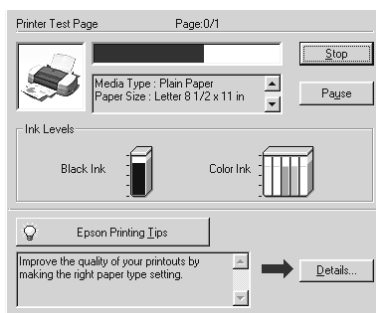 Printer Test Page Page:0/1
Stop
Media Type : Plain Paper
Paper Size : Letter 8 1/2 x 11 in
Pause
Ink Levels
Black Ink Color Ink
Epson Printing Tips
Improve the quality of your printouts by
making the right paper type setting.
Details...